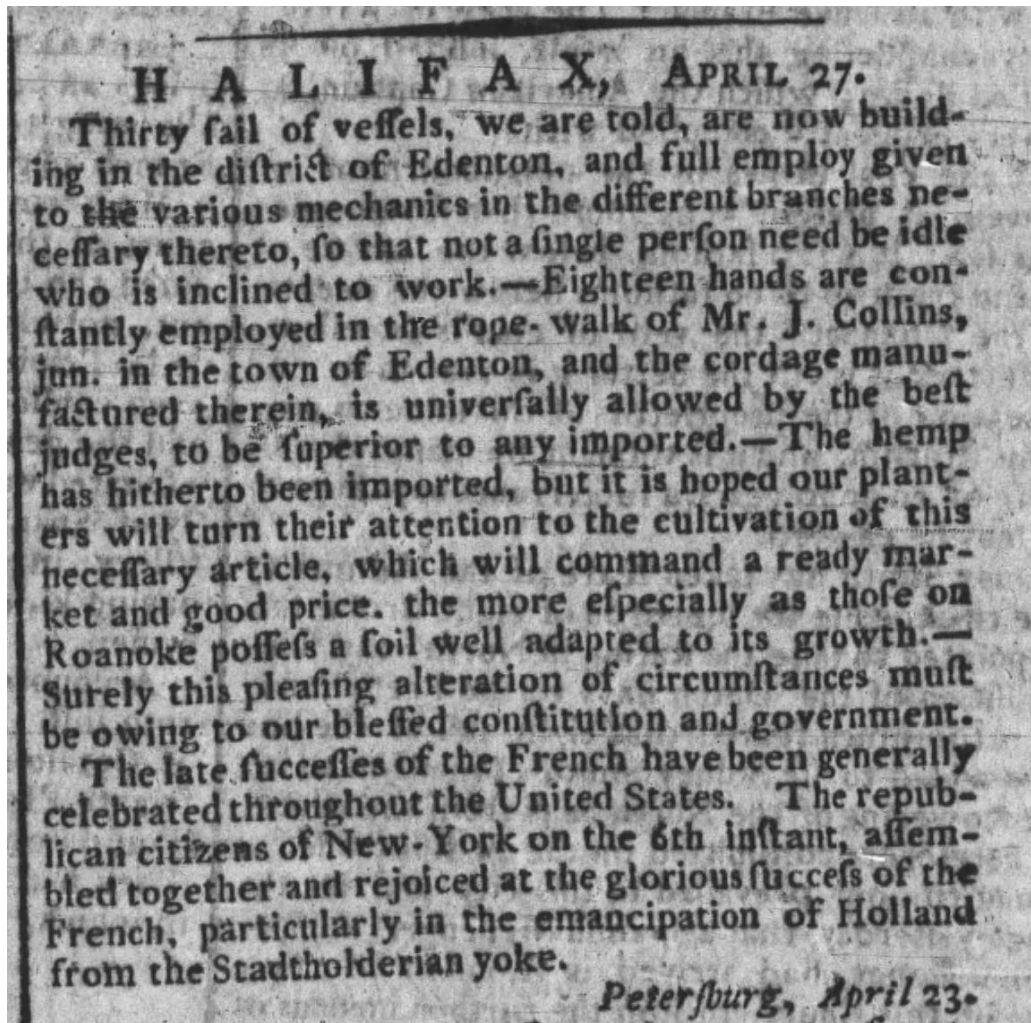 HALIFAX, APRIL 27.
Thirty ſail of veſſels, we are told, are now build-
ing in the diſtrict of Edenton, and full employ given
to the various mechanics in the different branches ne-
ceſſary thereto, ſo that not a ſingle perſon need be idle
who is inclined to work.—Eighteen hands are con-
ſtantly employed in the rope-walk of Mr. J. Collins,
jun. in the town of Edenton, and the cordage manu-
factured therein, is univerſally allowed by the beſt
judges, to be ſuperior to any imported.—The hemp
has hitherto been imported, but it is hoped our plant-
ers will turn their attention to the cultivation of this
neceſſary article, which will command a ready mar-
ket and good price. the more eſpecially as thoſe on
Roanoke poſſeſs a ſoil well adapted to its growth.—
Surely this pleaſing alteration of circumſtances muſt
be owing to our bleſſed conſtitution and government.
The late ſucceſſes of the French have been generally
celebrated throughout the United States. The repub-
lican citizens of New-York on the 6th inſtant, aſſem-
bled together and rejoiced at the glorious ſucceſs of the
French, particularly in the emancipation of Holland
from the Stadtholderian yoke.
Peterſburg, April 23.